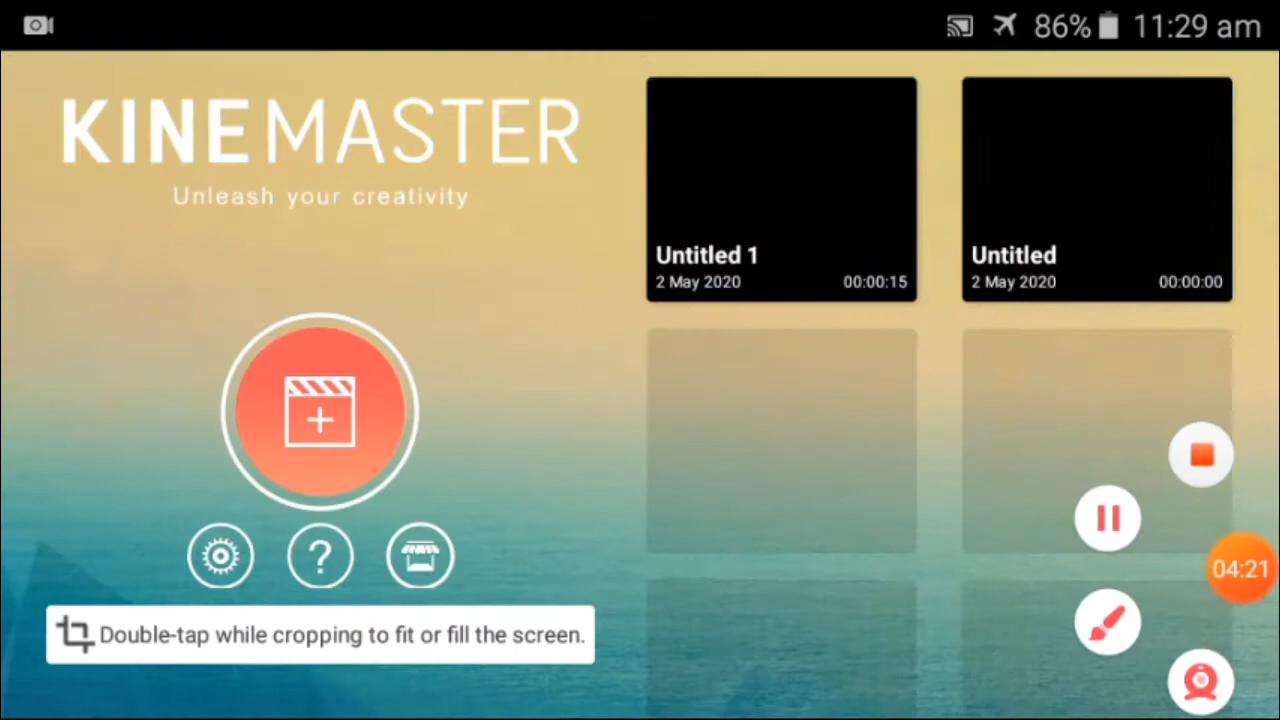 86% 11:29 am
KINEMASTER
Unleash your creativity
Untitled 1
2 May 2020 00:00:15
Untitled
2 May 2020 00:00:00
?
04:21
Double-tap while cropping to fit or fill the screen.